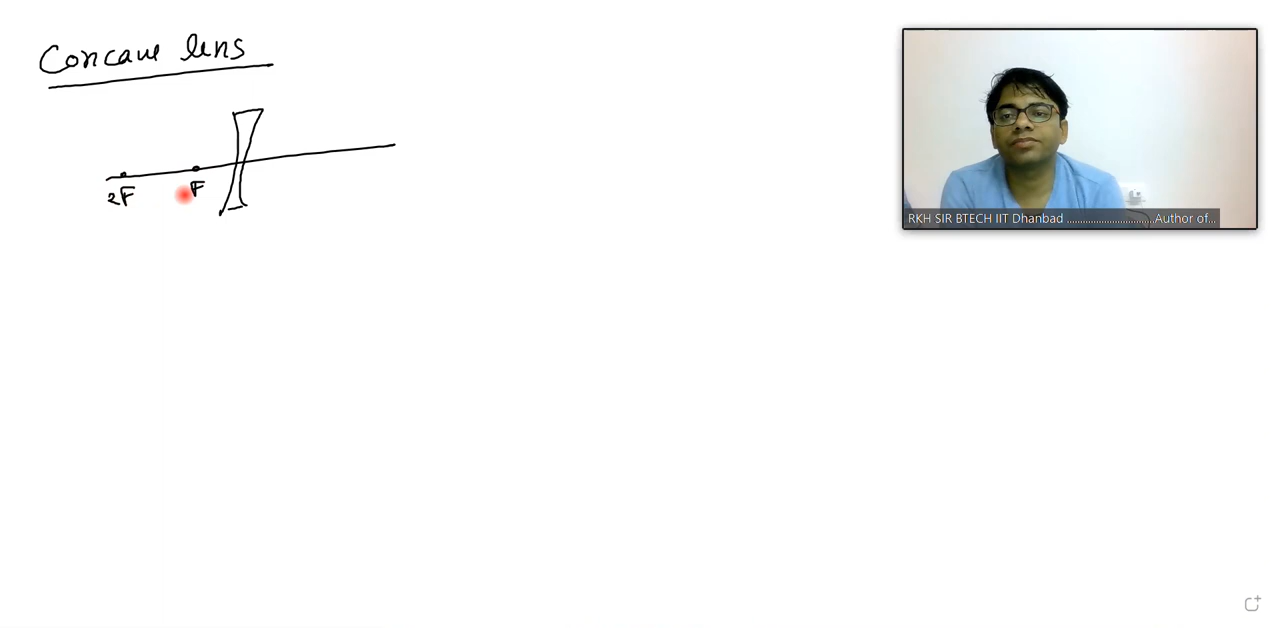 Concave lens
2F F
RKH SIR BTECH IIT Dhanbad ................................Author of...